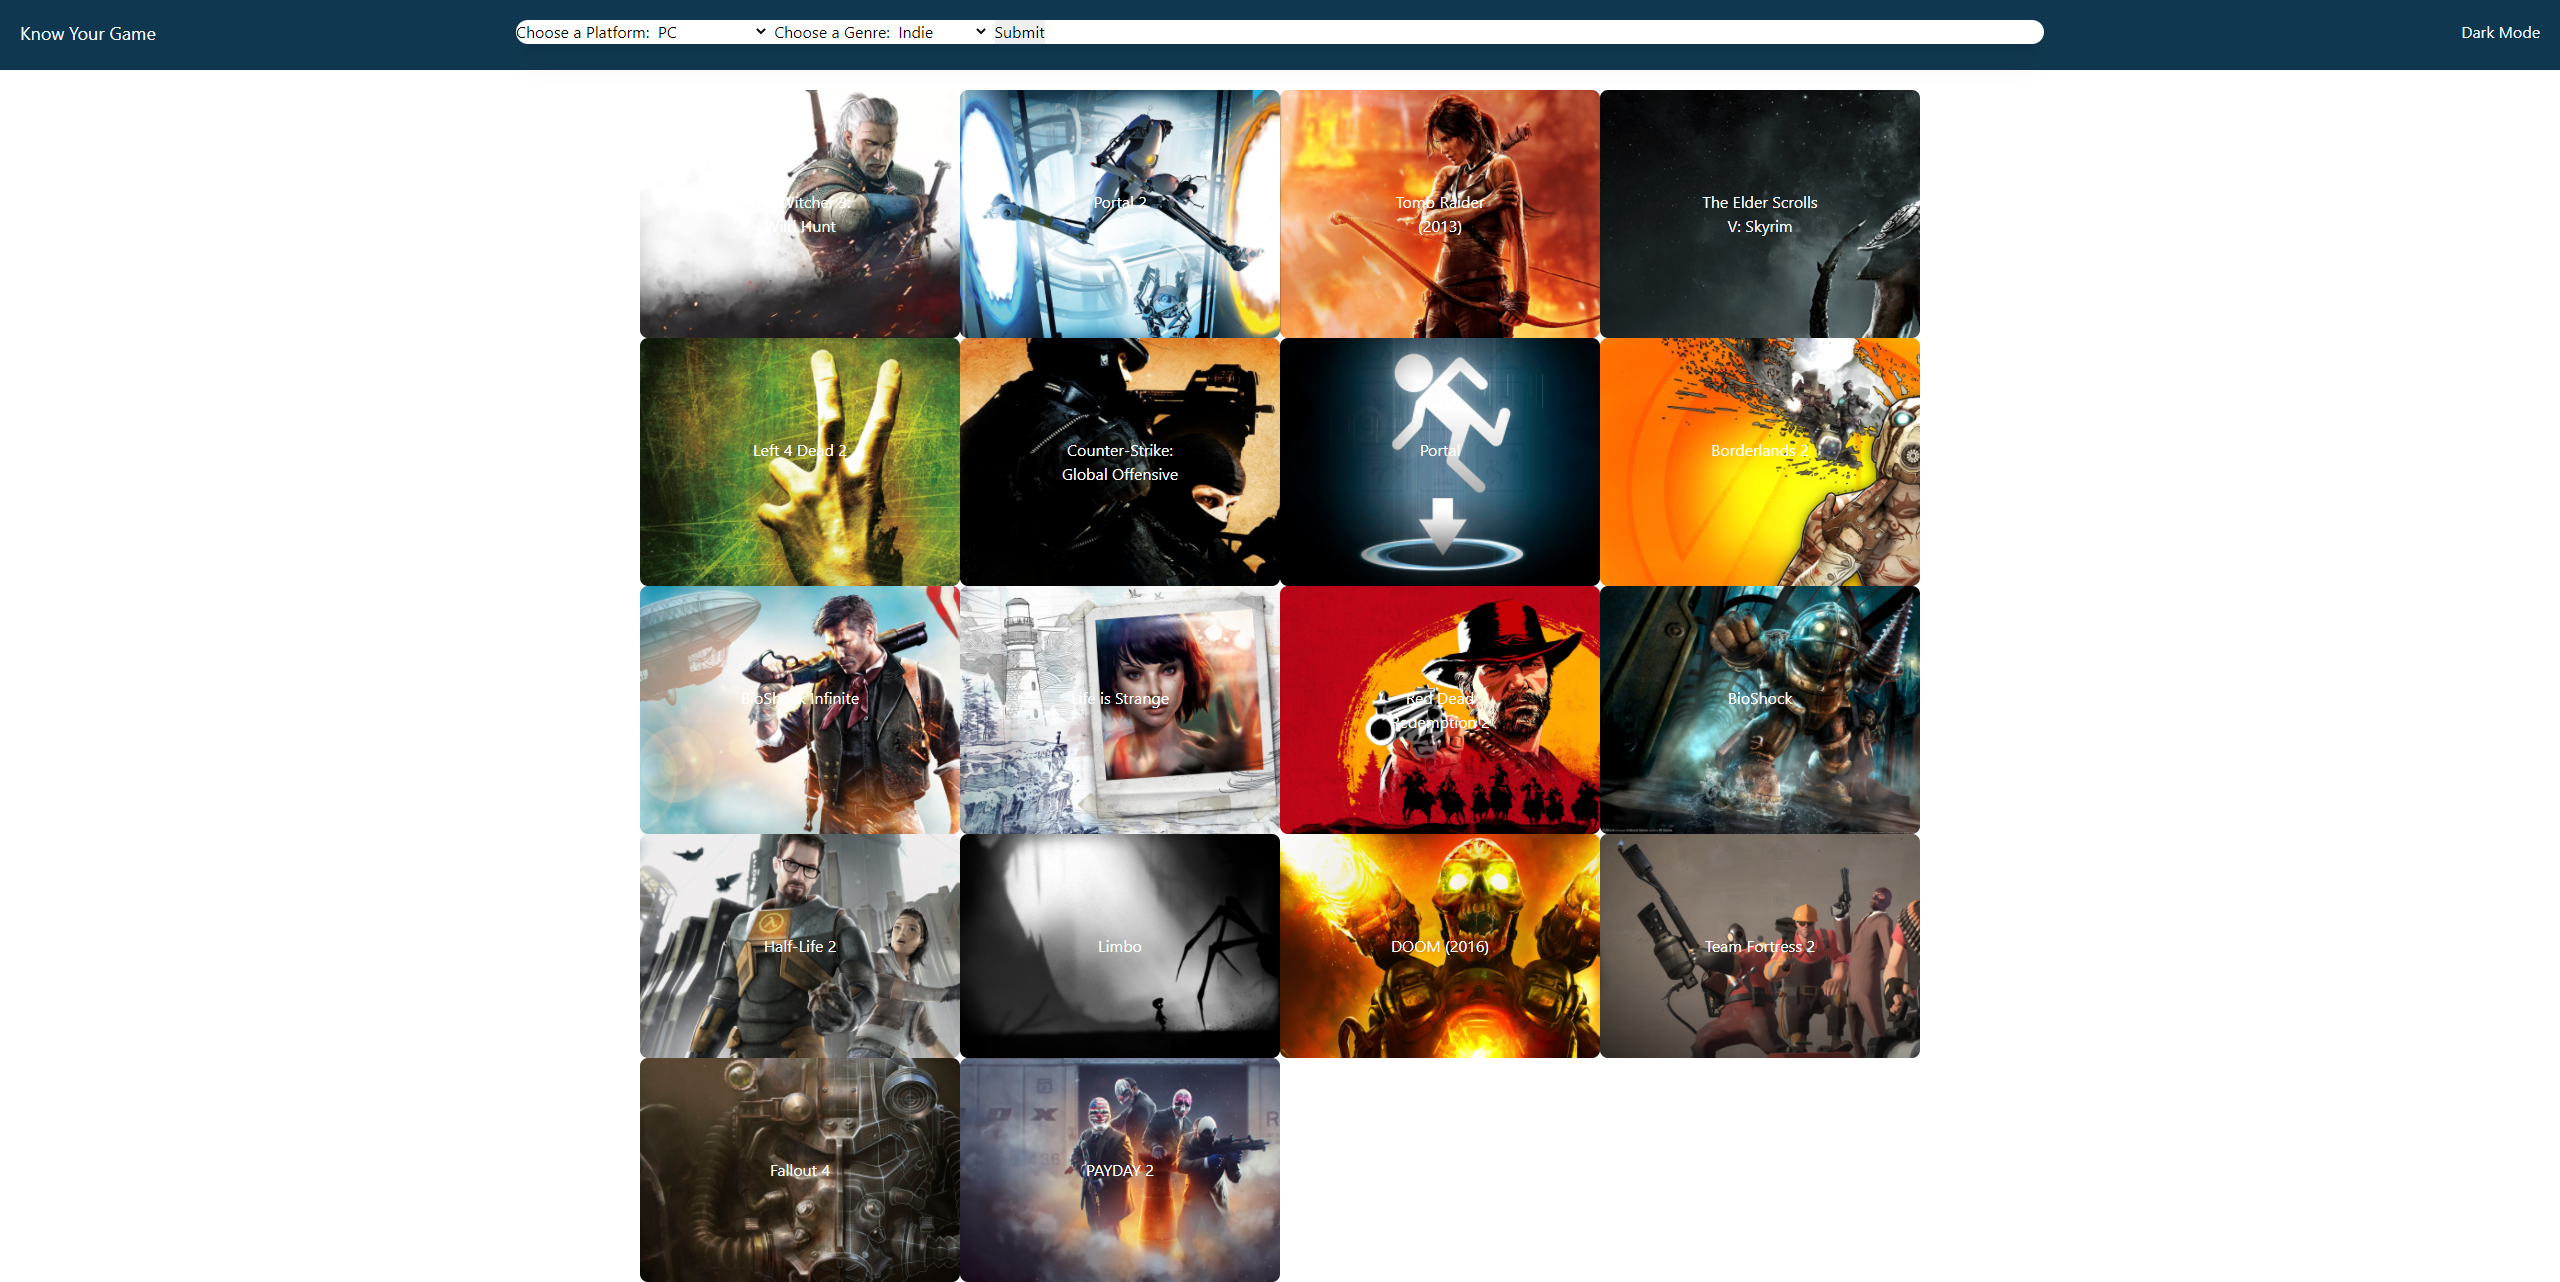 Know Your Game
Choose a Platform: PC Choose a Genre: Indie Submit
Dark Mode
Witcher 3:
Wild Hunt
Portal 2
Tomb Raider
(2013)
The Elder Scrolls
V: Skyrim
Left 4 Dead 2
Counter-Strike:
Global Offensive
Portal
Borderlands 2
BioShock Infinite
Life is Strange
Red Dead
Redemption 2
BioShock
Half-Life 2
Limbo
DOOM (2016)
Team Fortress 2
Fallout 4
PAYDAY 2